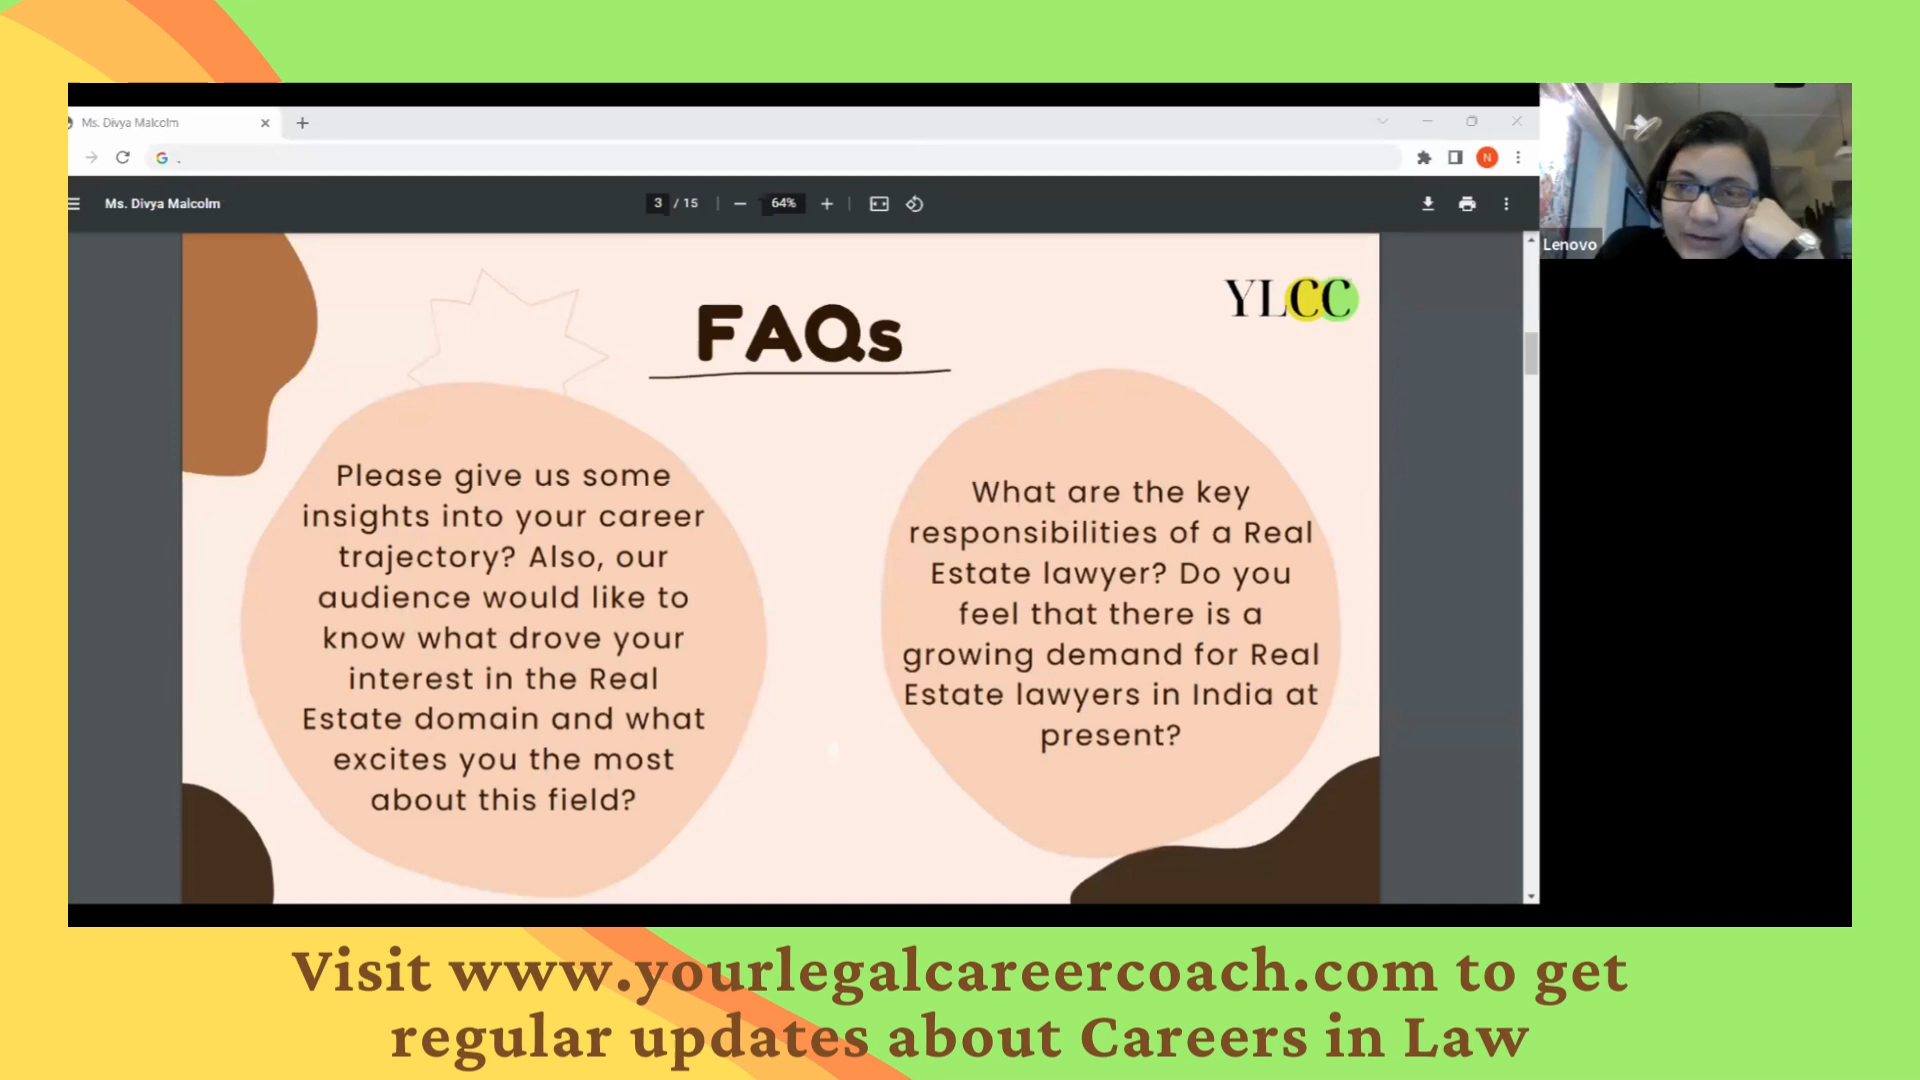 Ms. Divya Malcolm
.
Ms. Divya Malcolm
3 / 15
64%
N
Lenovo
YLCC
FAQs
Please give us some
insights into your career
trajectory? Also, our
audience would like to
know what drove your
interest in the Real
Estate domain and what
excites you the most
about this field?
What are the key
responsibilities of a Real
Estate lawyer? Do you
feel that there is a
growing demand for Real
Estate lawyers in India at
present?
Visit www.yourlegalcareercoach.com to get
regular updates about Careers in Law